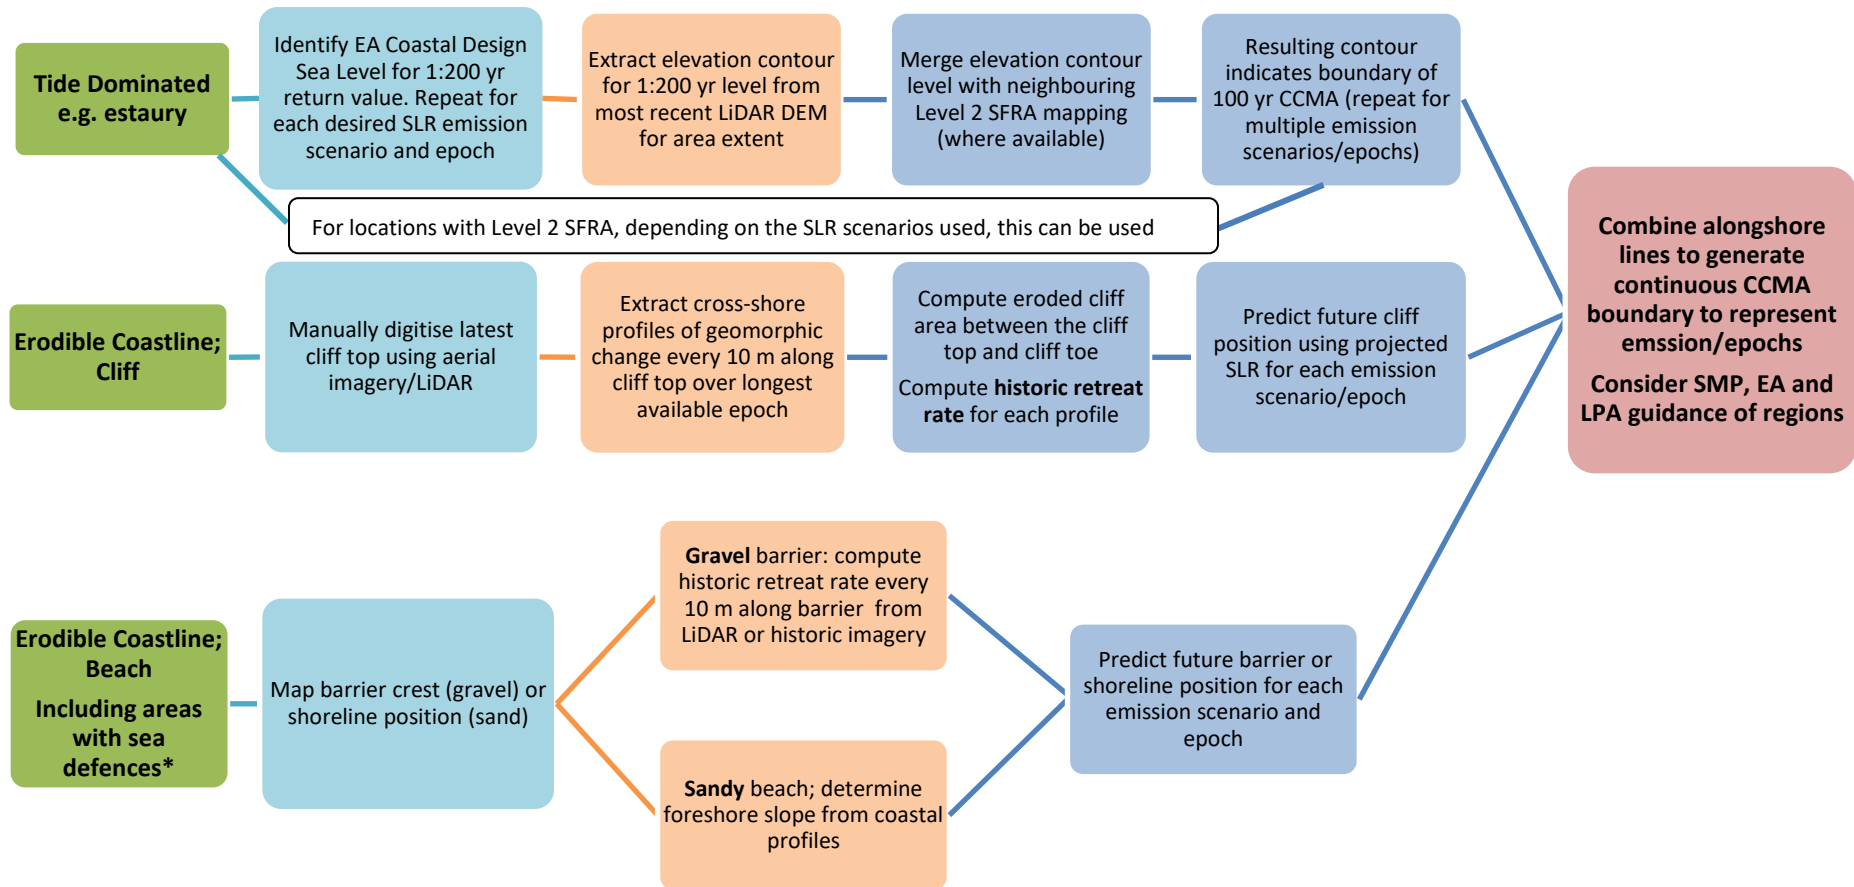 Tide Dominated
e.g. estaury
Identify EA Coastal Design
Sea Level for 1:200 yr
return value. Repeat for
each desired SLR emission
scenario and epoch
Extract elevation contour
for 1:200 yr level from
most recent LiDAR DEM
for area extent
Merge elevation contour
level with neighbouring
Level 2 SFRA mapping
(where available)
Resulting contour
indicates boundary of
100 yr CCMA (repeat for
multiple emission
scenarios/epochs)
For locations with Level 2 SFRA, depending on the SLR scenarios used, this can be used
Erodible Coastline;
Cliff
Manually digitise latest
cliff top using aerial
imagery/LiDAR
Extract cross-shore
profiles of geomorphic
change every 10 m along
cliff top over longest
available epoch
Compute eroded cliff
area between the cliff
top and cliff toe
Compute historic retreat
rate for each profile
Predict future cliff
position using projected
SLR for each emission
scenario/epoch
Combine alongshore
lines to generate
continuous CCMA
boundary to represent
emssion/epochs
Consider SMP, EA and
LPA guidance of regions
Erodible Coastline;
Beach
Including areas
with sea
defences*
Map barrier crest (gravel) or
shoreline position (sand)
Gravel barrier: compute
historic retreat rate every
10 m along barrier from
LiDAR or historic imagery
Sandy beach; determine
foreshore slope from coastal
profiles
Predict future barrier or
shoreline position for each
emission scenario and
epoch